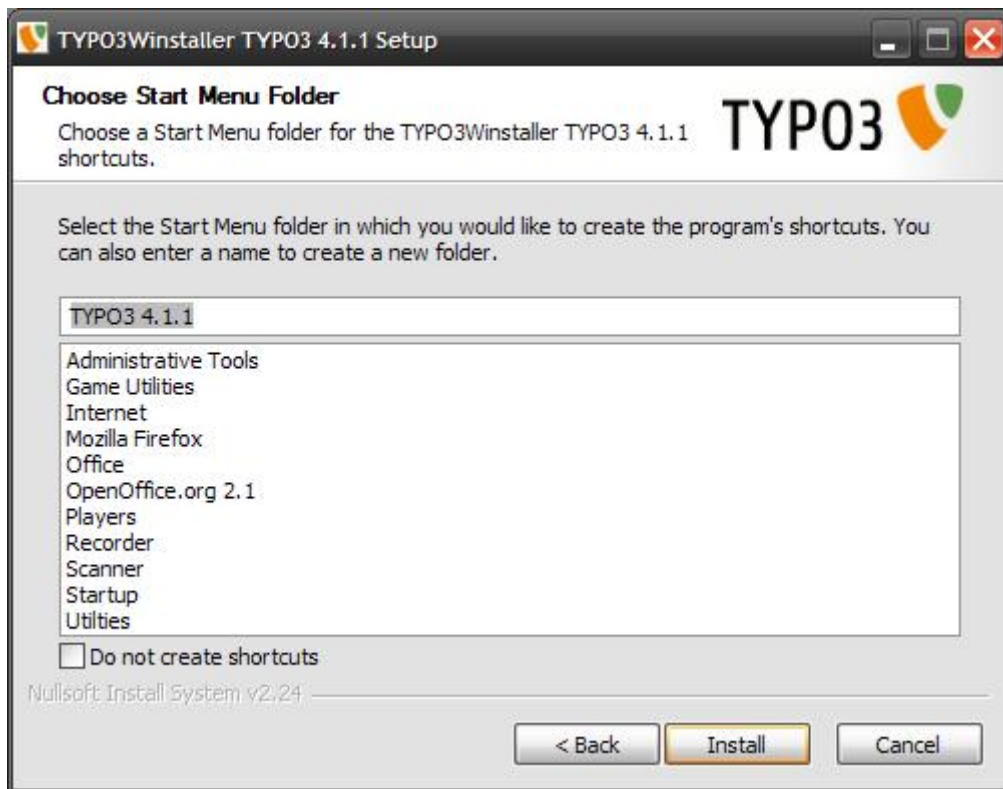 TYPO3Winstaller TYPO3 4.1.1 Setup
Choose Start Menu Folder
Choose a Start Menu folder for the TYPO3Winstaller TYPO3 4.1.1
shortcuts.
TYPO3
Select the Start Menu folder in which you would like to create the program's shortcuts. You
can also enter a name to create a new folder.
TYPO3 4.1.1
Administrative Tools
Game Utilities
Internet
Mozilla Firefox
Office
OpenOffice.org 2.1
Players
Recorder
Scanner
Startup
Utilties
Do not create shortcuts
Nullsoft Install System v2.24
< Back Install Cancel